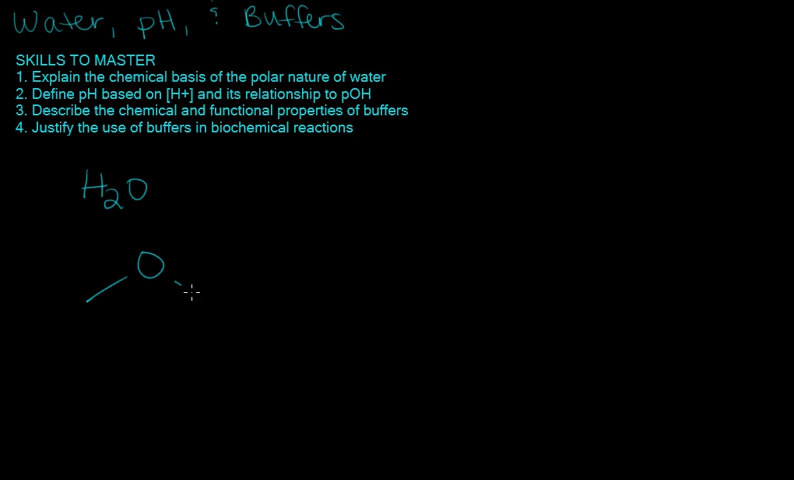 Water, pH, & Buffers
SKILLS TO MASTER
1. Explain the chemical basis of the polar nature of water
2. Define pH based on [H+] and its relationship to pOH
3. Describe the chemical and functional properties of buffers
4. Justify the use of buffers in biochemical reactions
H2O
O